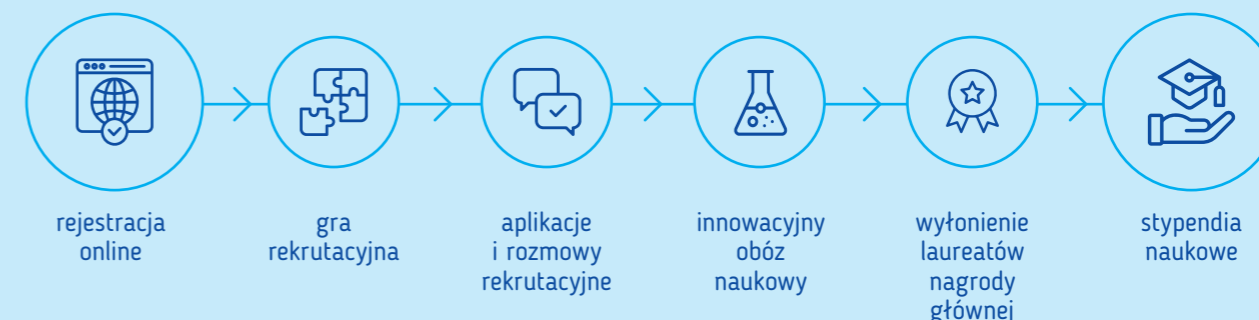 rejestracja
online
gra
rekrutacyjna
aplikacje
i rozmowy
rekrutacyjne
innowacyjny
obóz
naukowy
wyłonienie
laureatów
nagrody
głównej
stypendia
naukowe